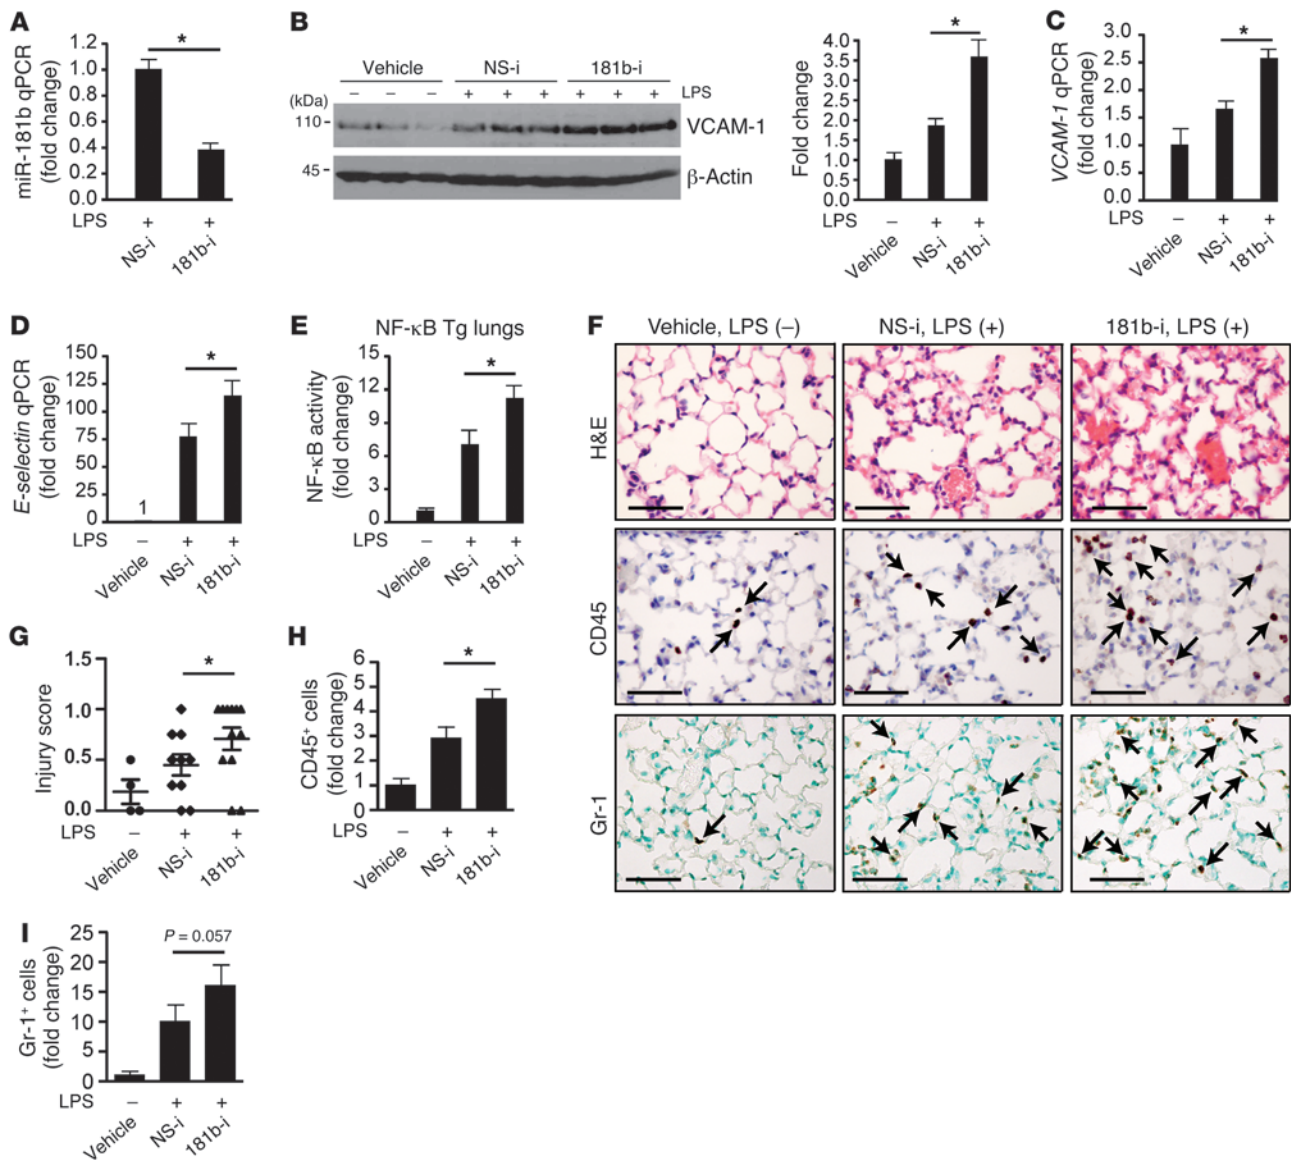 A
miR-181b qPCR
(fold change)
1.2
1.0
0.8
0.6
0.4
0.2
0.0
*
LPS + +
NS-i 181b-i
B
Vehicle NS-i 181b-i
– – – + + + + + + LPS
(kDa)
110
VCAM-1
45
β-Actin
Fold change
4.0
3.5
3.0
2.5
2.0
1.5
1.0
0.5
0.0
*
– + +
Vehicle NS-i 181b-i
C
VCAM-1 qPCR
(fold change)
3.0
2.5
2.0
1.5
1.0
0.5
0.0
*
LPS – + +
Vehicle NS-i 181b-i
D
E-selectin qPCR
(fold change)
150
125
100
75
50
25
0
1
*
LPS – + +
Vehicle NS-i 181b-i
E
NF-κB Tg lungs
NF-κB activity
(fold change)
15
12
9
6
3
0
*
LPS – + +
Vehicle NS-i 181b-i
F
Vehicle, LPS (–) NS-i, LPS (+) 181b-i, LPS (+)
H&E
CD45
Gr-1
G
Injury score
1.5
1.0
0.5
0.0
*
LPS – + +
Vehicle NS-i 181b-i
H
CD45+ cells
(fold change)
6
5
4
3
2
1
0
*
LPS – + +
Vehicle NS-i 181b-i
I
Gr-1+ cells
(fold change)
25
20
15
10
5
0
P = 0.057
LPS – + +
Vehicle NS-i 181b-i